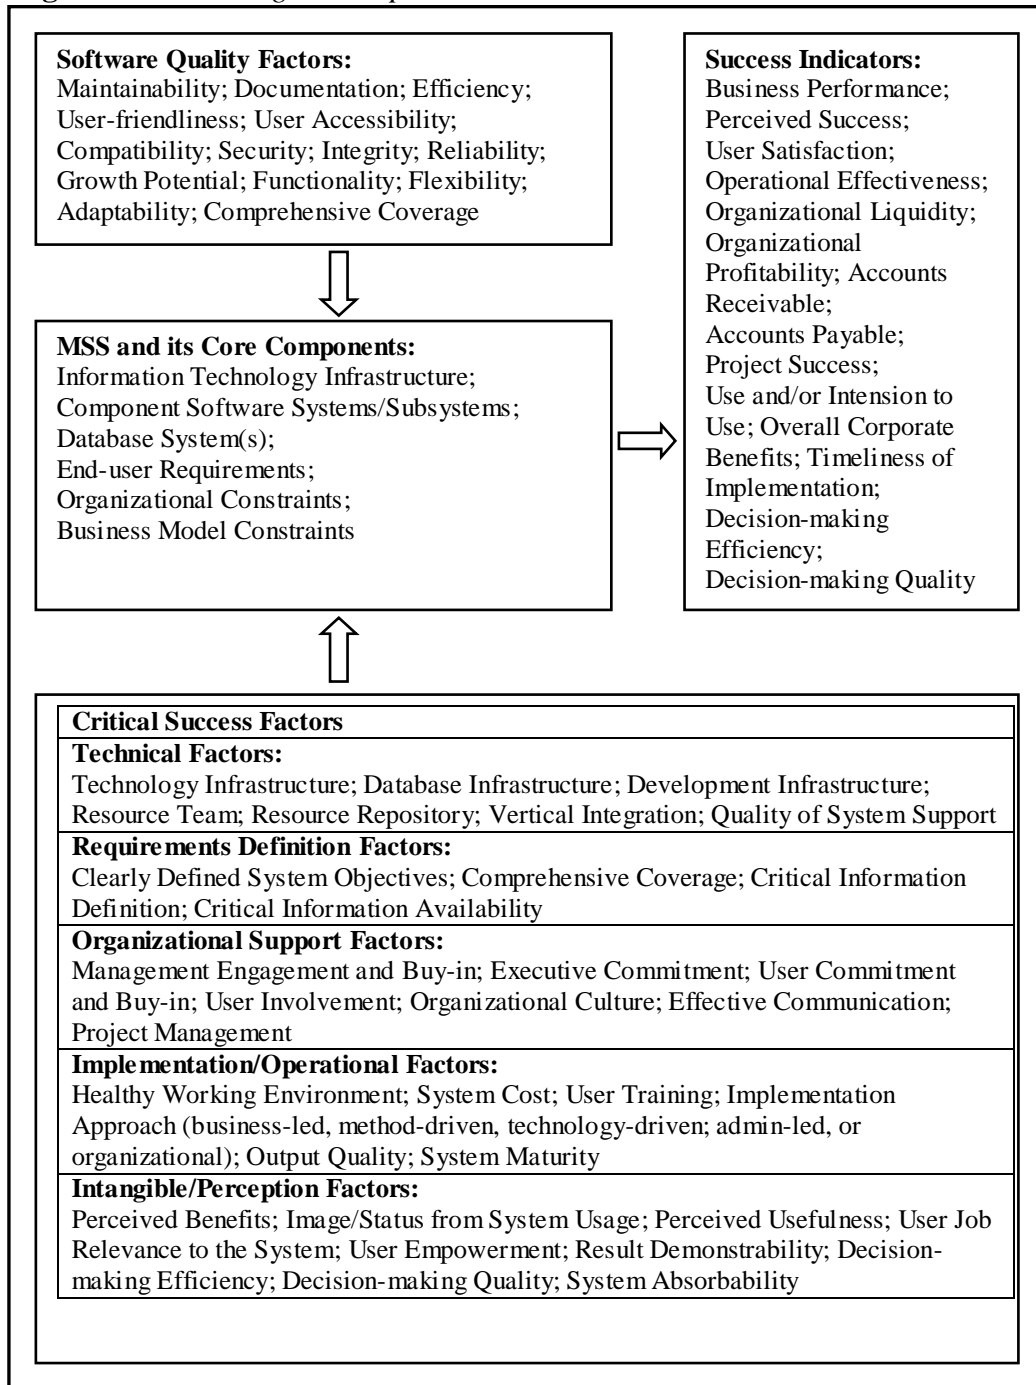 Software Quality Factors:
Maintainability; Documentation; Efficiency;
User-friendliness; User Accessibility;
Compatibility; Security; Integrity; Reliability;
Growth Potential; Functionality; Flexibility;
Adaptability; Comprehensive Coverage
MSS and its Core Components:
Information Technology Infrastructure;
Component Software Systems/Subsystems;
Database System(s);
End-user Requirements;
Organizational Constraints;
Business Model Constraints
Success Indicators:
Business Performance;
Perceived Success;
User Satisfaction;
Operational Effectiveness;
Organizational Liquidity;
Organizational
Profitability; Accounts
Receivable;
Accounts Payable;
Project Success;
Use and/or Intension to
Use; Overall Corporate
Benefits; Timeliness of
Implementation;
Decision-making
Efficiency;
Decision-making Quality
Critical Success Factors
Technical Factors:
Technology Infrastructure; Database Infrastructure; Development Infrastructure;
Resource Team; Resource Repository; Vertical Integration; Quality of System Support
Requirements Definition Factors:
Clearly Defined System Objectives; Comprehensive Coverage; Critical Information
Definition; Critical Information Availability
Organizational Support Factors:
Management Engagement and Buy-in; Executive Commitment; User Commitment
and Buy-in; User Involvement; Organizational Culture; Effective Communication;
Project Management
Implementation/Operational Factors:
Healthy Working Environment; System Cost; User Training; Implementation
Approach (business-led, method-driven, technology-driven; admin-led, or
organizational); Output Quality; System Maturity
Intangible/Perception Factors:
Perceived Benefits; Image/Status from System Usage; Perceived Usefulness; User Job
Relevance to the System; User Empowerment; Result Demonstrability; Decision-
making Efficiency; Decision-making Quality; System Absorbability